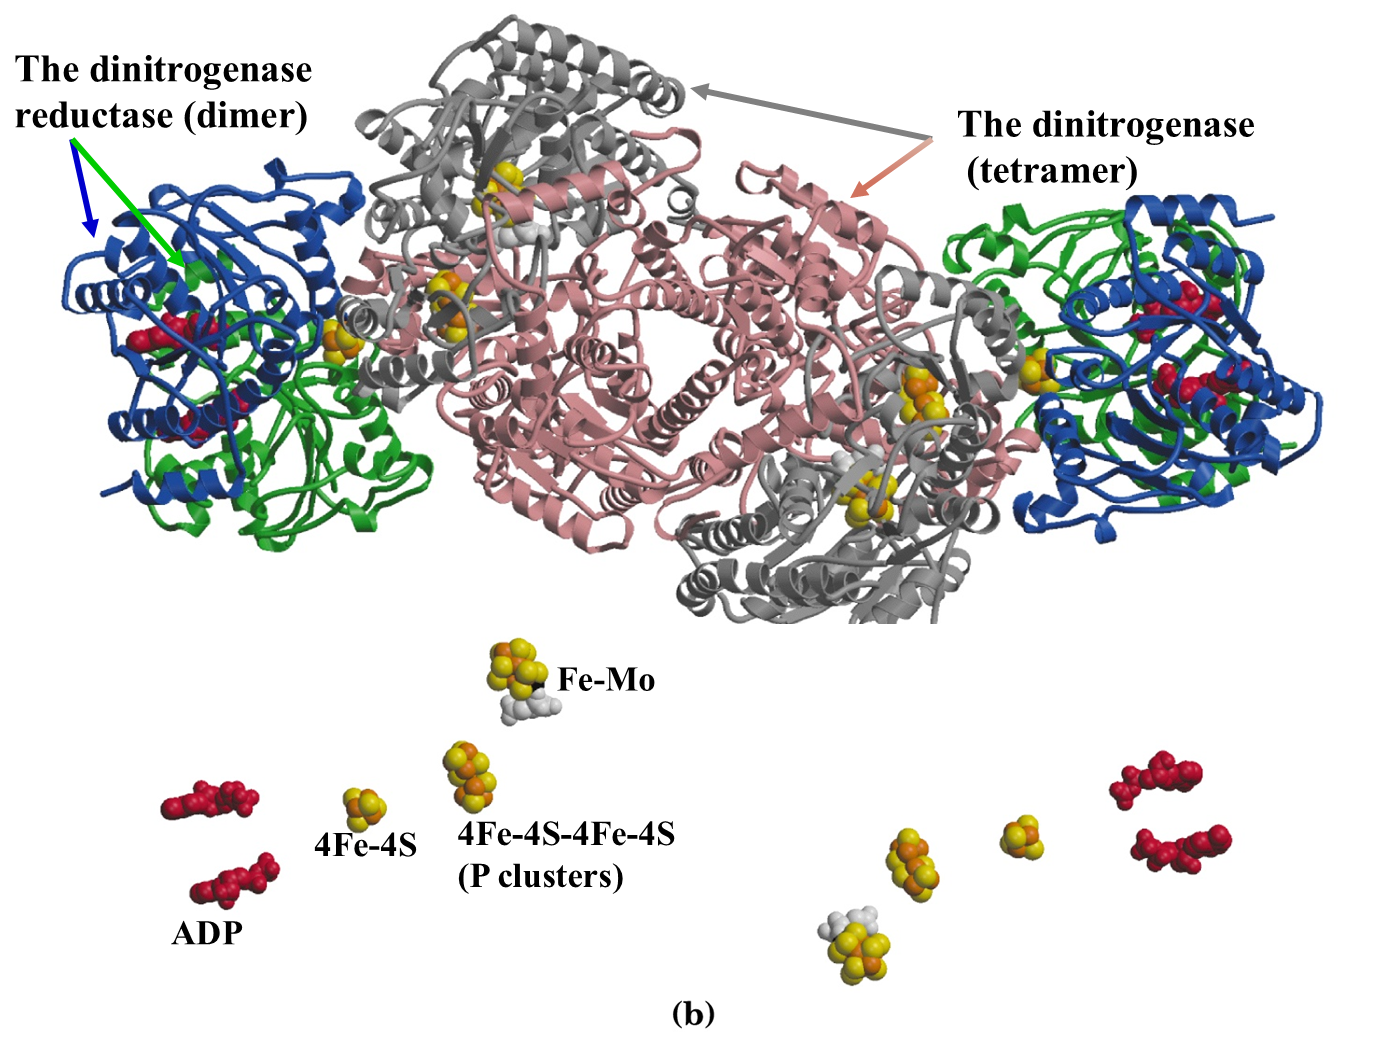 The dinitrogenase
reductase (dimer)
The dinitrogenase
(tetramer)
Fe-Mo
4Fe-4S
4Fe-4S-4Fe-4S
(P clusters)
ADP
(b)